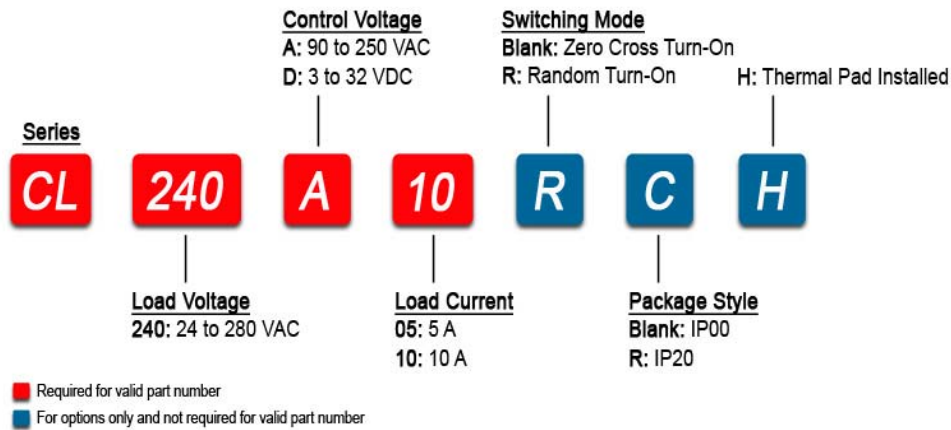 Control Voltage
A: 90 to 250 VAC
D: 3 to 32 VDC
Switching Mode
Blank: Zero Cross Turn-On
R: Random Turn-On
H: Thermal Pad Installed
Series
CL 240 A 10 R C H
Load Voltage
240: 24 to 280 VAC
Load Current
05: 5 A
10: 10 A
Package Style
Blank: IP00
R: IP20
Required for valid part number
For options only and not required for valid part number